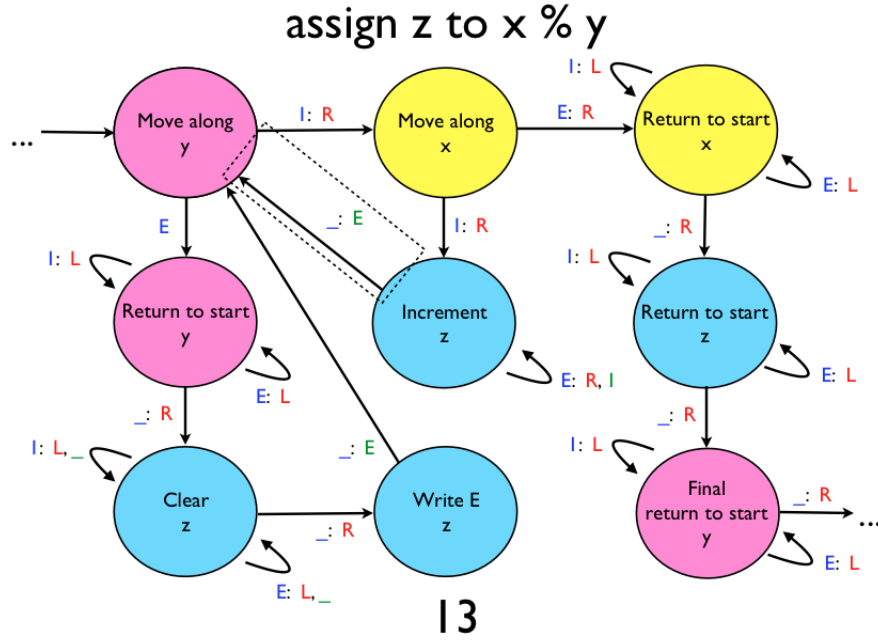 assign z to x % y
I: L
I: R
E: R
Move along
y
Move along
x
Return to start
x
...
E: L
_: E
E
I: R
_: R
I: L
I: L
Return to start
y
Increment
z
Return to start
z
E: L
E: R, I
E: L
_: R
_: R
I: L, _
_: E
I: L
Clear
z
Write E
z
Final
return to start
y
_: R
_: R
...
E: L
E: L, _
13